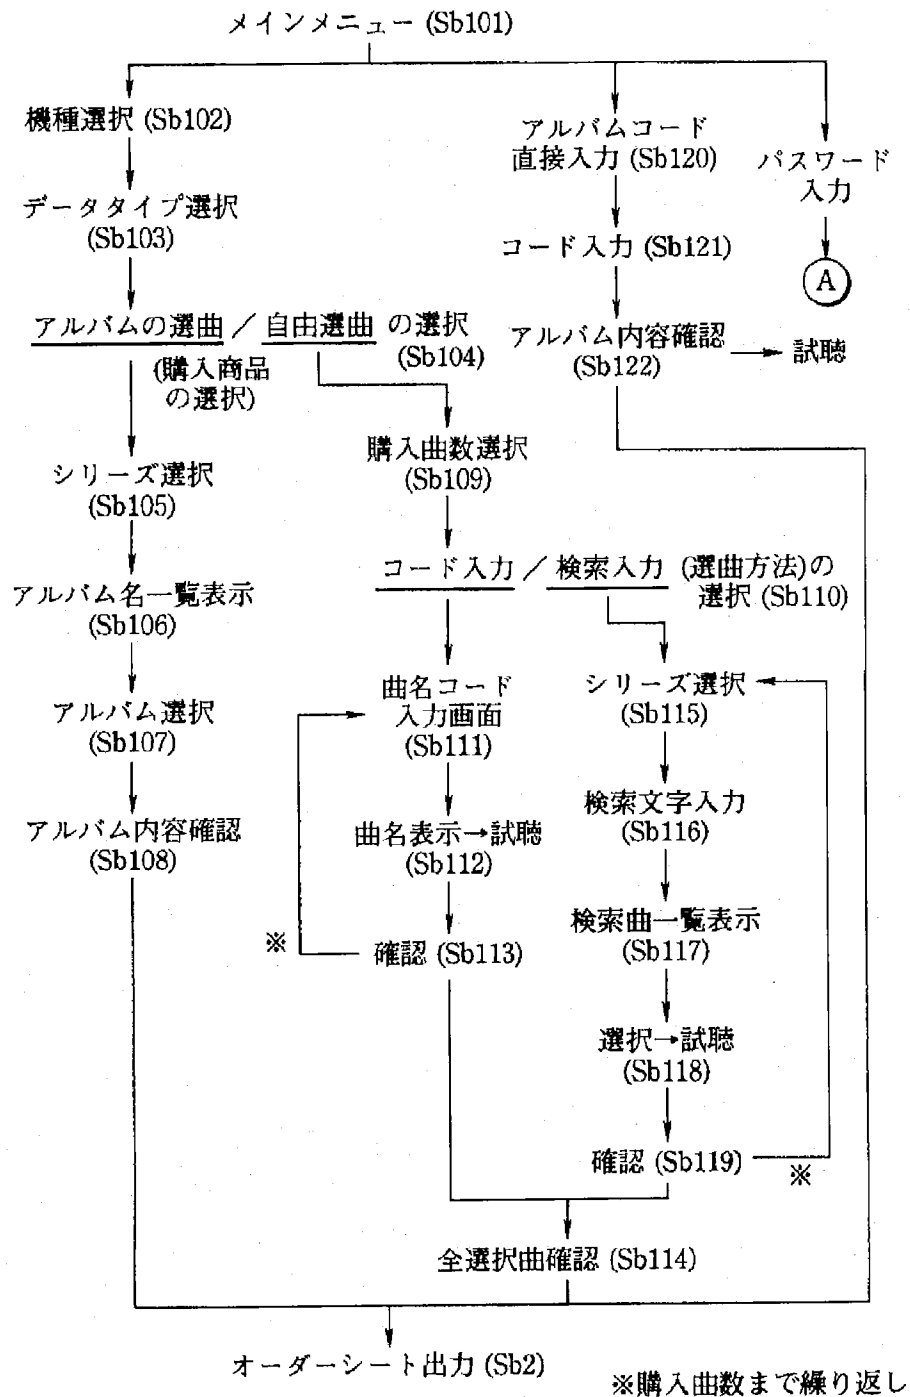 メインメニュー (Sb101)
機種選択 (Sb102)
データタイプ選択
(Sb103)
アルバムの選曲 / 自由選曲 の選択
(Sb104)
(購入商品
の選択)
シリーズ選択
(Sb105)
アルバム名一覧表示
(Sb106)
アルバム選択
(Sb107)
アルバム内容確認
(Sb108)
購入曲数選択
(Sb109)
コード入力 / 検索入力 (選曲方法)の
選択 (Sb110)
曲名コード
入力画面
(Sb111)
曲名表示→試聴
(Sb112)
※
確認 (Sb113)
シリーズ選択
(Sb115)
検索文字入力
(Sb116)
検索曲一覧表示
(Sb117)
選択→試聴
(Sb118)
確認 (Sb119)
※
全選択曲確認 (Sb114)
アルバムコード
直接入力 (Sb120)
コード入力 (Sb121)
アルバム内容確認
(Sb122)
試聴
パスワード
入力
A
オーダーシート出力 (Sb2)
※購入曲数まで繰り返し